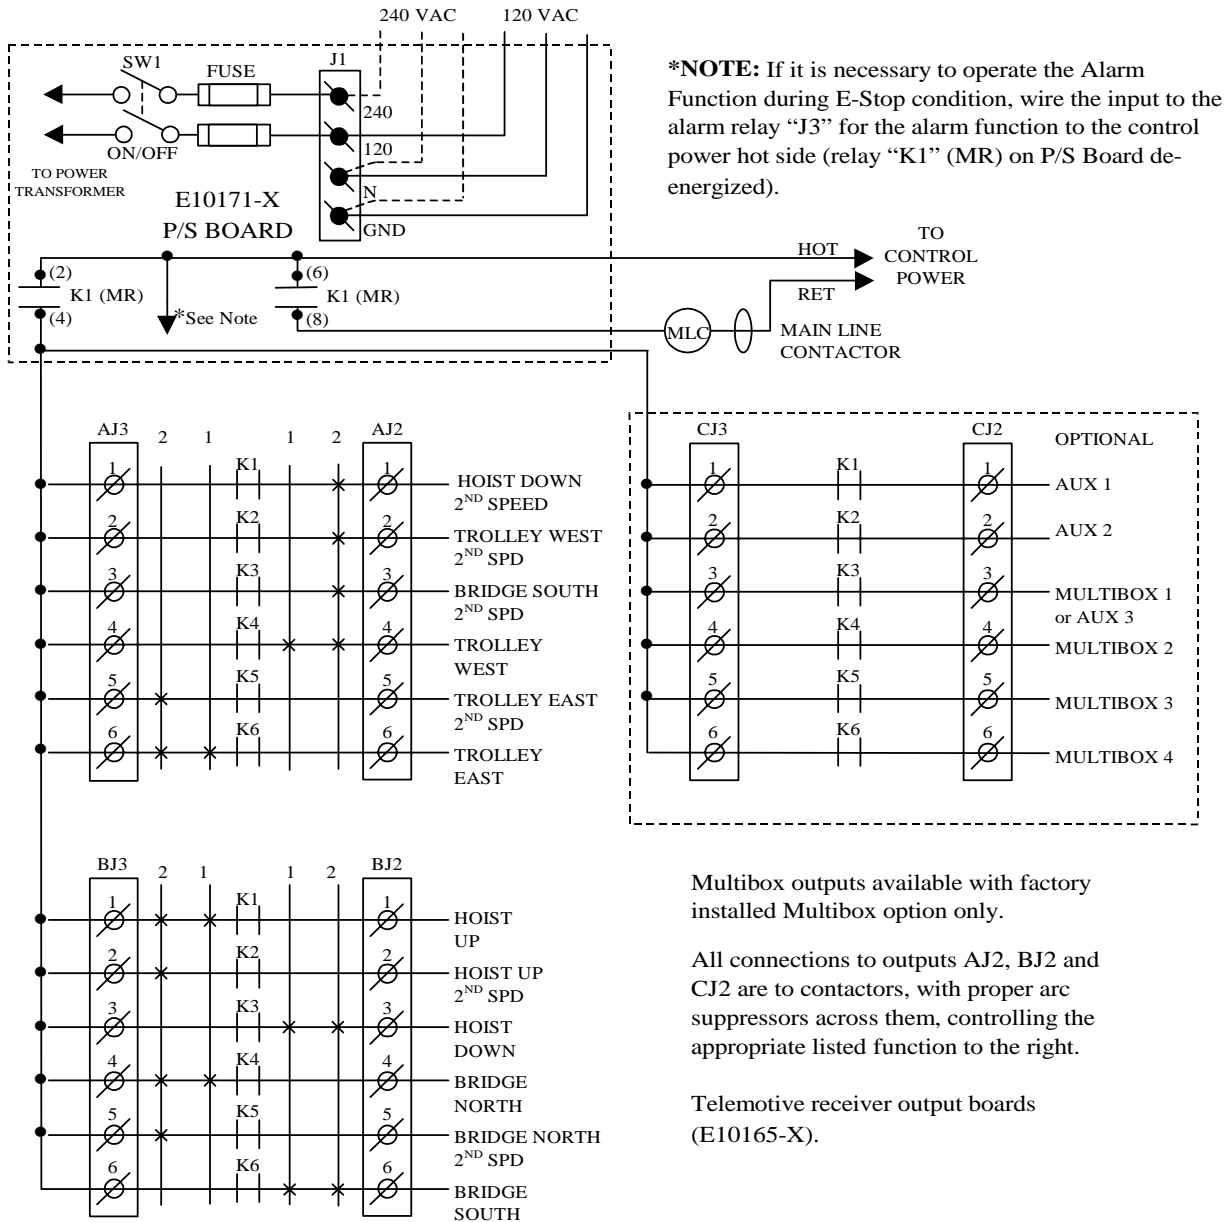 240 VAC 120 VAC
SW1
FUSE
J1
240
120
N
GND
ON/OFF
TO POWER
TRANSFORMER
E10171-X
P/S BOARD
*NOTE: If it is necessary to operate the Alarm
Function during E-Stop condition, wire the input to the
alarm relay “J3” for the alarm function to the control
power hot side (relay “K1” (MR) on P/S Board de-
energized).
(2)
K1 (MR)
(4)
*See Note
(6)
K1 (MR)
(8)
HOT
RET
TO
CONTROL
POWER
MLC
MAIN LINE
CONTACTOR
AJ3 2 1 1 2 AJ2
1 K1 1 HOIST DOWN
2ND SPEED
2 K2 2 TROLLEY WEST
2ND SPD
3 K3 3 BRIDGE SOUTH
2ND SPD
4 K4 4 TROLLEY
WEST
5 K5 5 TROLLEY EAST
2ND SPD
6 K6 6 TROLLEY
EAST
CJ3 CJ2 OPTIONAL
1 K1 1 AUX 1
2 K2 2 AUX 2
3 K3 3 MULTIBOX 1
or AUX 3
4 K4 4 MULTIBOX 2
5 K5 5 MULTIBOX 3
6 K6 6 MULTIBOX 4
BJ3 2 1 1 2 BJ2
1 K1 1 HOIST
UP
2 K2 2 HOIST UP
2ND SPD
3 K3 3 HOIST
DOWN
4 K4 4 BRIDGE
NORTH
5 K5 5 BRIDGE NORTH
2ND SPD
6 K6 6 BRIDGE
SOUTH
Multibox outputs available with factory
installed Multibox option only.
All connections to outputs AJ2, BJ2 and
CJ2 are to contactors, with proper arc
suppressors across them, controlling the
appropriate listed function to the right.
Telemotive receiver output boards
(E10165-X).